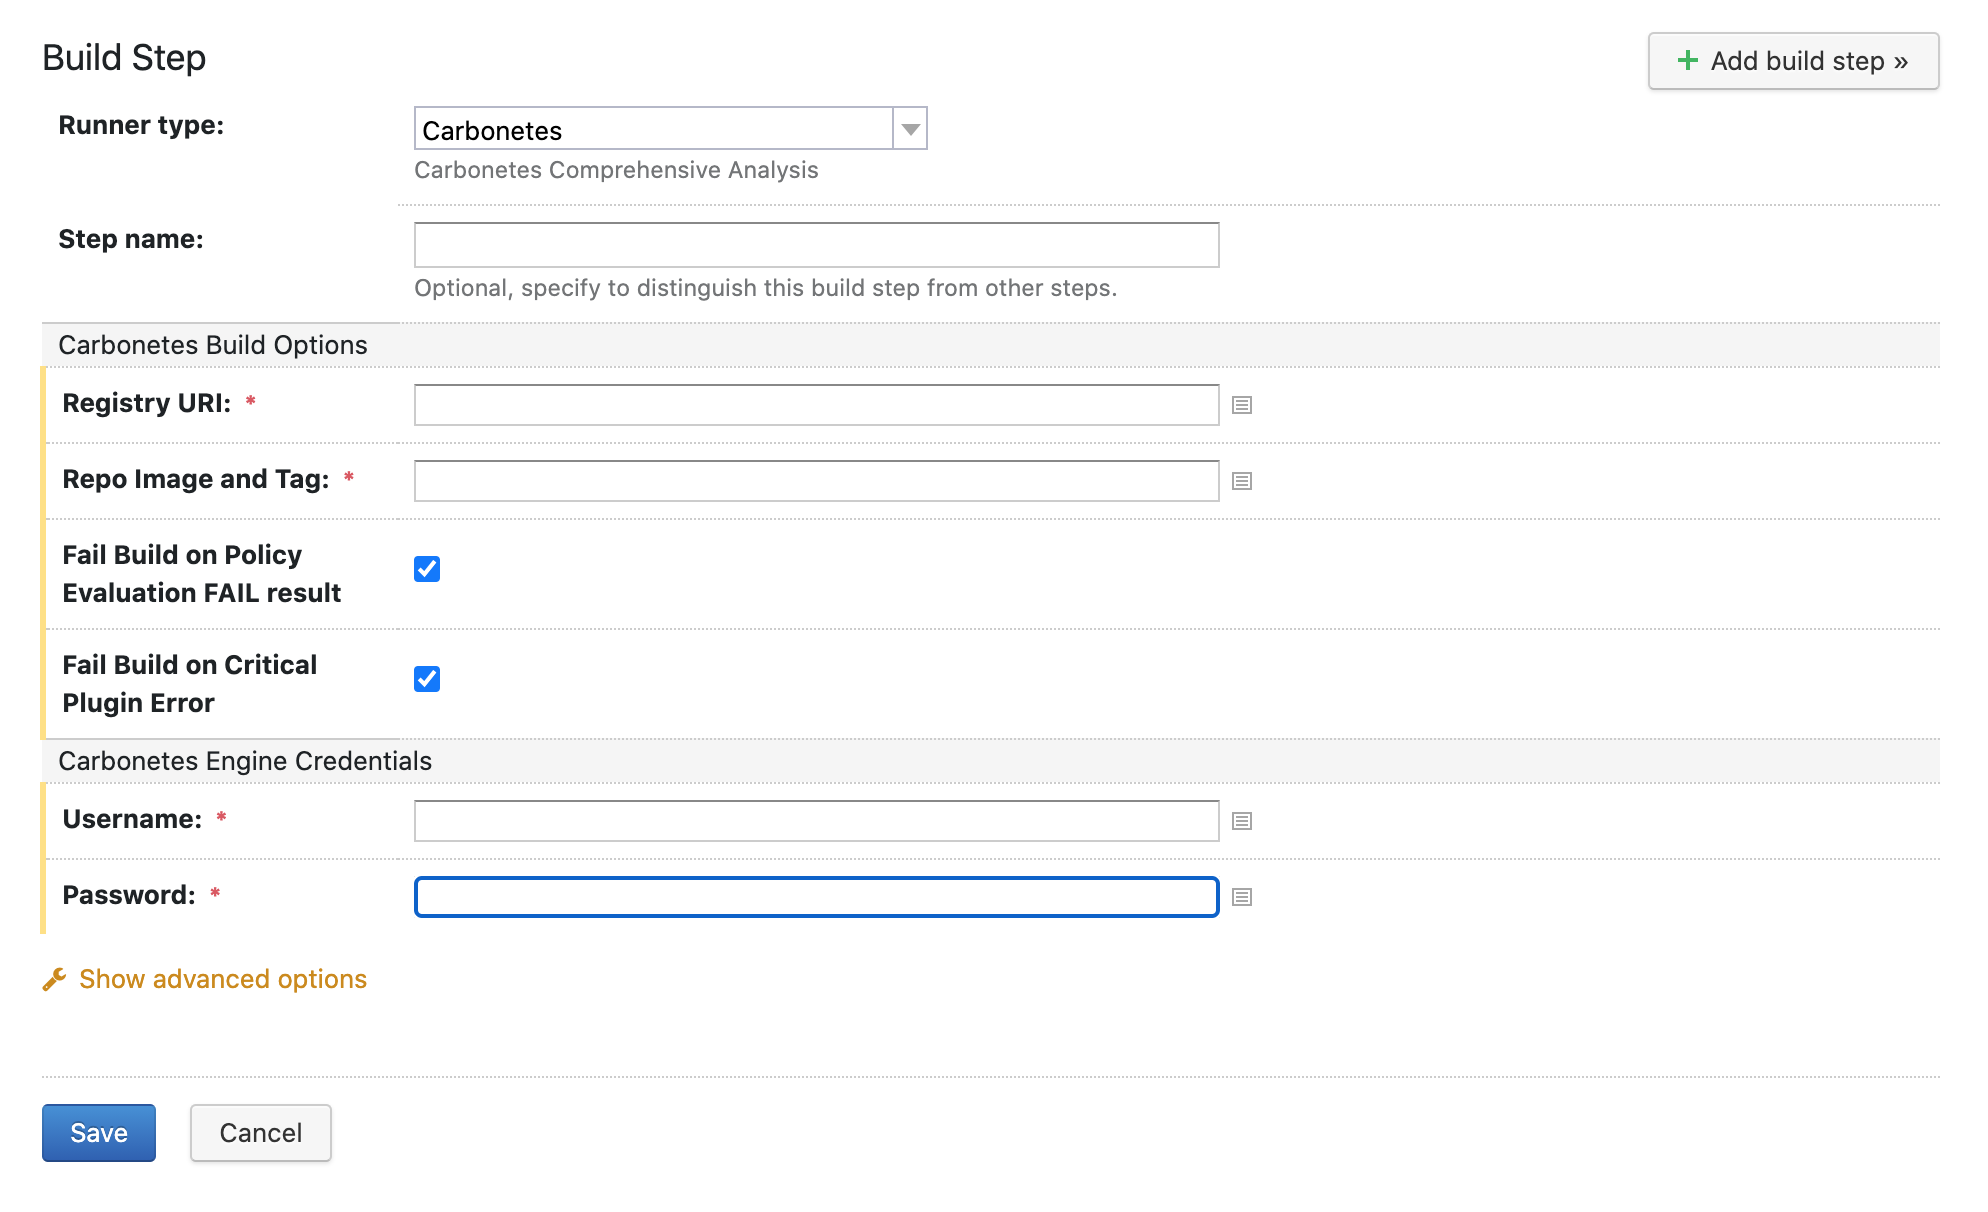 Build Step
Add build step »
Runner type:
Carbonetes
Carbonetes Comprehensive Analysis
Step name:
Optional, specify to distinguish this build step from other steps.
Carbonetes Build Options
Registry URI: *
Repo Image and Tag: *
Fail Build on Policy
Evaluation FAIL result
Fail Build on Critical
Plugin Error
Carbonetes Engine Credentials
Username: *
Password: *
Show advanced options
Save
Cancel